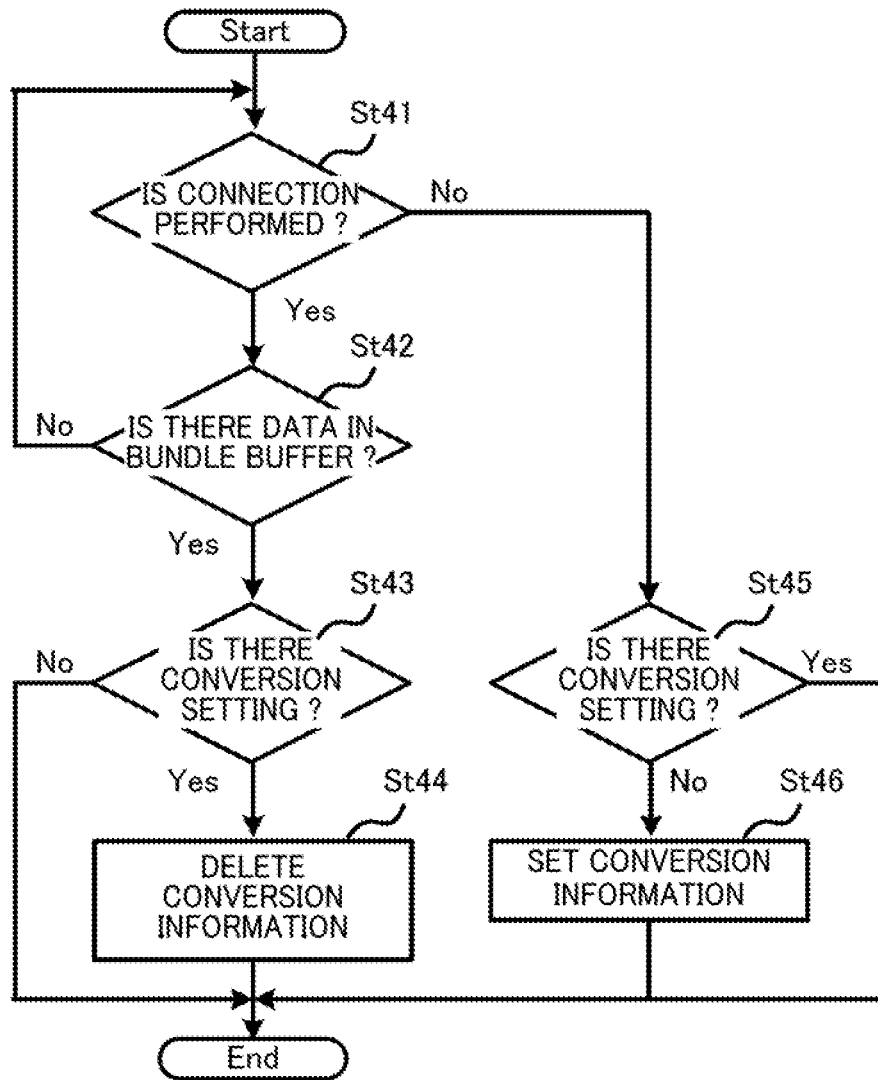 Start
St41
IS CONNECTION
PERFORMED ?
No
Yes
St42
IS THERE DATA IN
BUNDLE BUFFER ?
No
Yes
St43
IS THERE
CONVERSION
SETTING ?
No
Yes
St45
IS THERE
CONVERSION
SETTING ?
Yes
No
St44
DELETE
CONVERSION
INFORMATION
St46
SET CONVERSION
INFORMATION
End